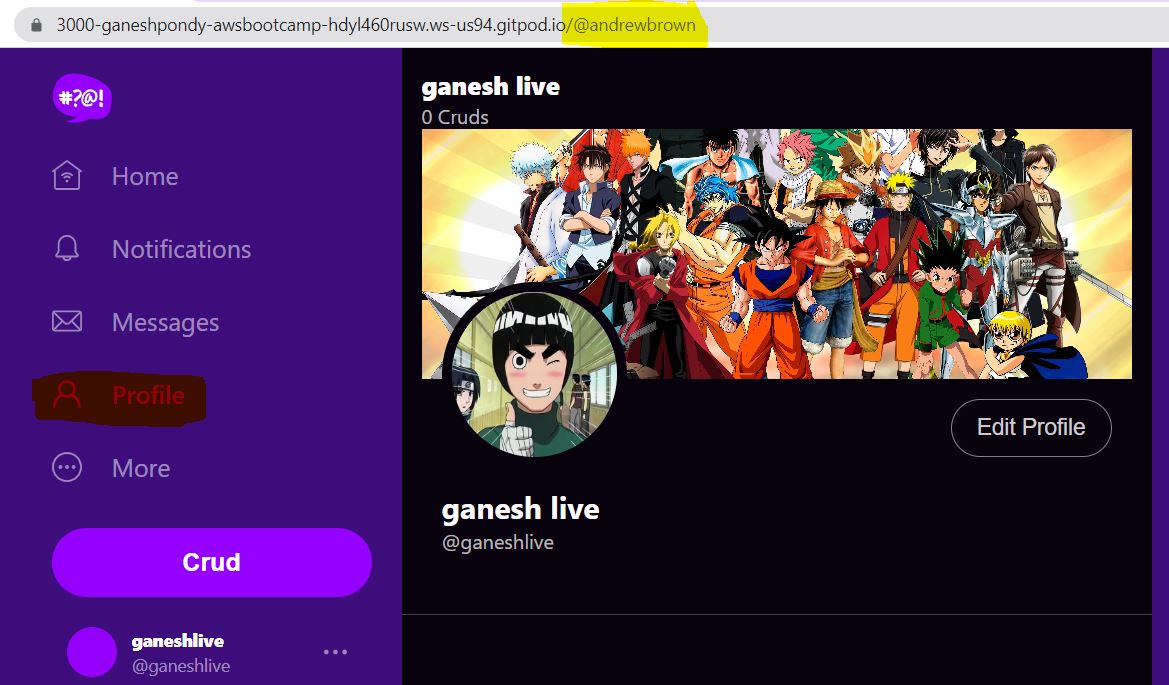 3000-ganeshpondy-awsbootcamp-hdyl460rusw.ws-us94.gitpod.io/@andrewbrown
#?@!
Home
Notifications
Messages
Profile
More
Crud
ganeshlive
@ganeshlive
ganesh live
0 Cruds
Edit Profile
ganesh live
@ganeshlive